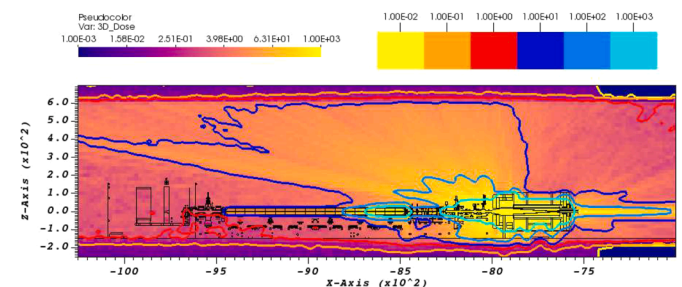 Pseudocolor
Var: 3D_Dose
1.00E-03 1.58E-02 2.51E-01 3.98E+00 6.31E+01 1.00E+03
1.00E-02 1.00E-01 1.00E+00 1.00E+01 1.00E+02 1.00E+03
6.0
5.0
4.0
3.0
2.0
1.0
0.0
-1.0
-2.0
Z-Axis (x10^2)
-100 -95 -90 -85 -80 -75
X-Axis (x10^2)